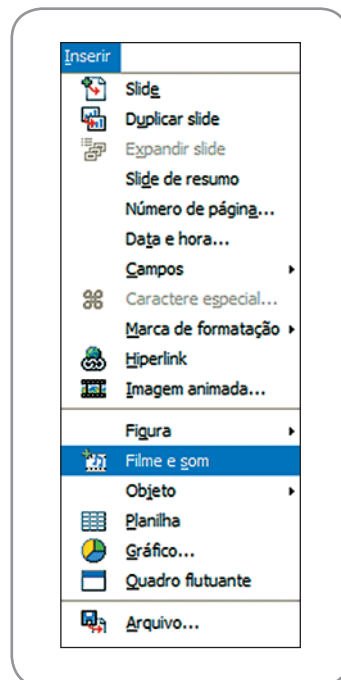 Inserir
Slide
Duplicar slide
Expandir slide
Slide de resumo
Número de página...
Data e hora...
Campos
Caractere especial...
Marca de formatação
Hiperlink
Imagem animada...
Figura
Filme e som
Objeto
Planilha
Gráfico...
Quadro flutuante
Arquivo...